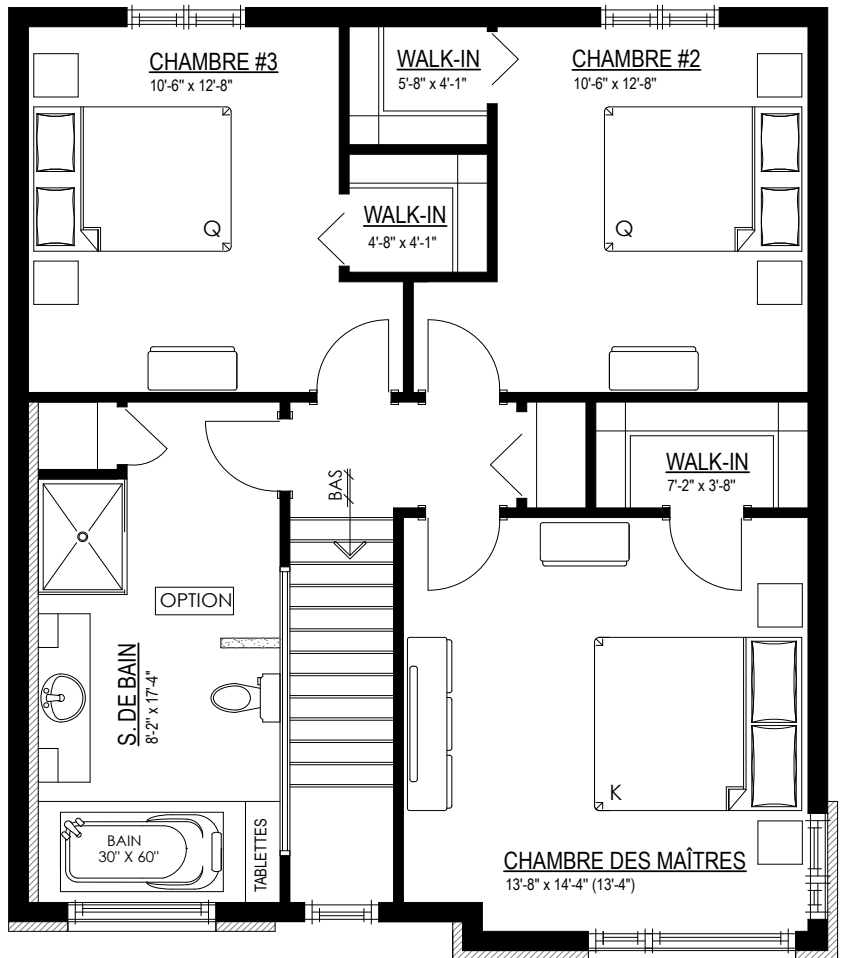 CHAMBRE #3
10'-6" x 12'-8"
WALK-IN
5'-8" x 4'-1"
CHAMBRE #2
10'-6" x 12'-8"
WALK-IN
4'-8" x 4'-1"
Q
Q
BAS
WALK-IN
7'-2" x 3'-8"
OPTION
S. DE BAIN
8'-2" x 17'-4"
K
BAIN
30" X 60"
TABLETTES
CHAMBRE DES MAÎTRES
13'-8" x 14'-4" (13'-4")